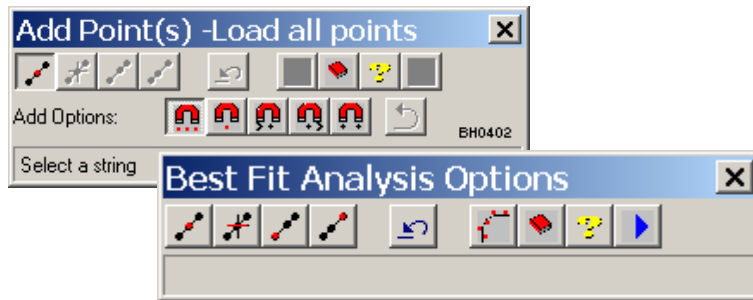 Add Point(s) -Load all points
Add Options:
BH0402
Select a string
Best Fit Analysis Options